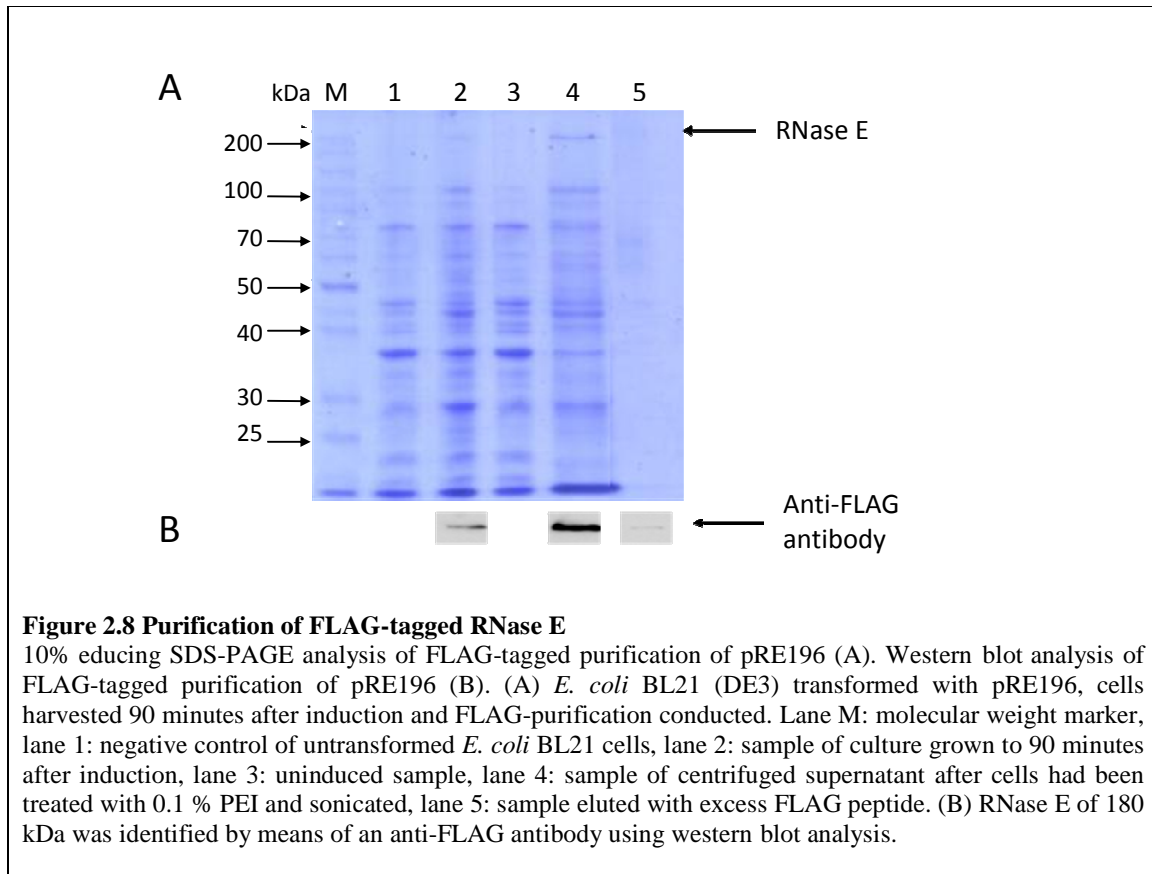 A
kDa M 1 2 3 4 5
RNase E
200
100
70
50
40
30
25
B
Anti-FLAG
antibody
Figure 2.8 Purification of FLAG-tagged RNase E
10% educing SDS-PAGE analysis of FLAG-tagged purification of pRE196 (A). Western blot analysis of
FLAG-tagged purification of pRE196 (B). (A) E. coli BL21 (DE3) transformed with pRE196, cells
harvested 90 minutes after induction and FLAG-purification conducted. Lane M: molecular weight marker,
lane 1: negative control of untransformed E. coli BL21 cells, lane 2: sample of culture grown to 90 minutes
after induction, lane 3: uninduced sample, lane 4: sample of centrifuged supernatant after cells had been
treated with 0.1 % PEI and sonicated, lane 5: sample eluted with excess FLAG peptide. (B) RNase E of 180
kDa was identified by means of an anti-FLAG antibody using western blot analysis.